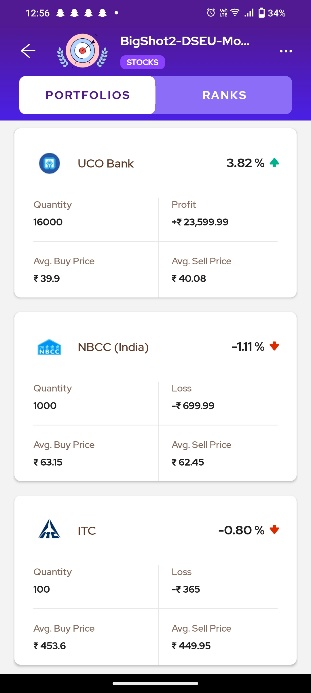 12:56
34%
BigShot2-DSEU-Mo...
STOCKS
PORTFOLIOS
RANKS
UCO Bank
3.82 %
Quantity
Profit
16000
+₹ 23,599.99
Avg. Buy Price
Avg. Sell Price
₹ 39.9
₹ 40.08
NBCC
NBCC (India)
-1.11 %
Quantity
Loss
1000
-₹ 699.99
Avg. Buy Price
Avg. Sell Price
₹ 63.15
₹ 62.45
ITC
-0.80 %
Quantity
Loss
100
-₹ 365
Avg. Buy Price
Avg. Sell Price
₹ 453.6
₹ 449.95